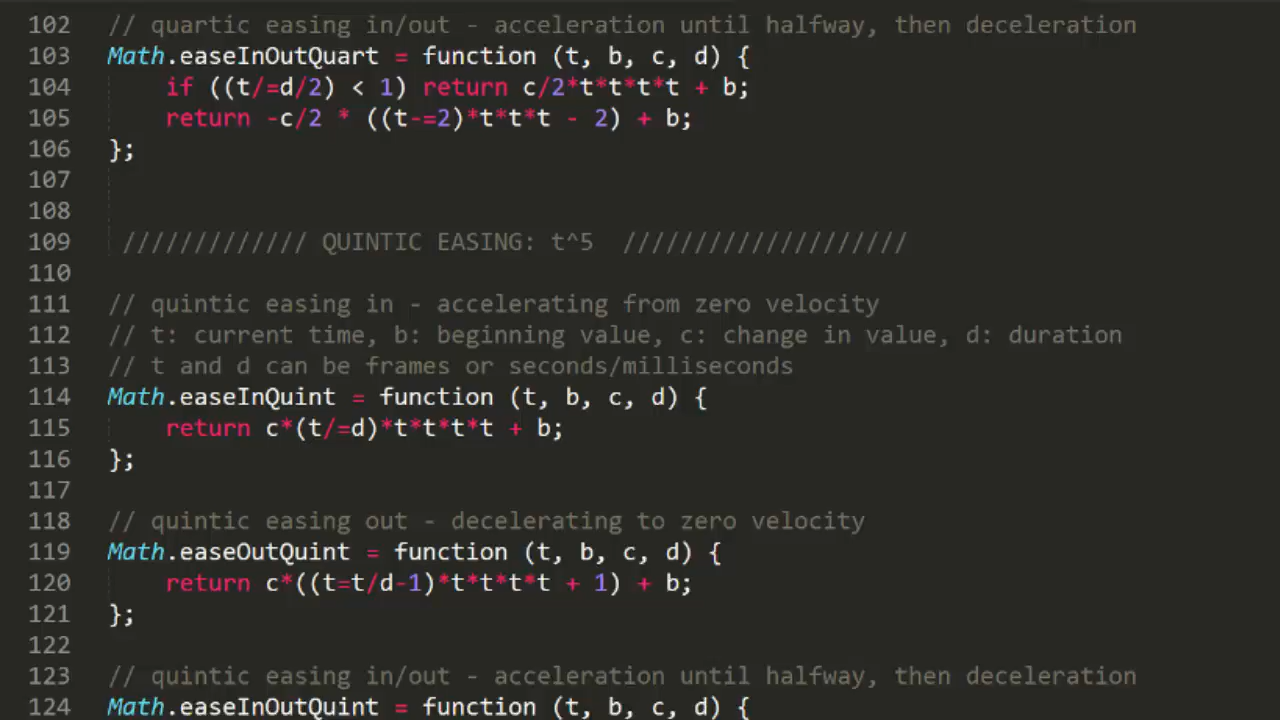 102 // quartic easing in/out - acceleration until halfway, then deceleration
103 Math.easeInOutQuart = function (t, b, c, d) {
104 if ((t/=d/2) < 1) return c/2*t*t*t*t + b;
105 return -c/2 * ((t-=2)*t*t*t - 2) + b;
106 };
107
108
109 ///////////// QUINTIC EASING: t^5 ////////////////////
110
111 // quintic easing in - accelerating from zero velocity
112 // t: current time, b: beginning value, c: change in value, d: duration
113 // t and d can be frames or seconds/milliseconds
114 Math.easeInQuint = function (t, b, c, d) {
115 return c*(t/=d)*t*t*t*t + b;
116 };
117
118 // quintic easing out - decelerating to zero velocity
119 Math.easeOutQuint = function (t, b, c, d) {
120 return c*((t=t/d-1)*t*t*t*t + 1) + b;
121 };
122
123 // quintic easing in/out - acceleration until halfway, then deceleration
124 Math.easeInOutQuint = function (t, b, c, d) {